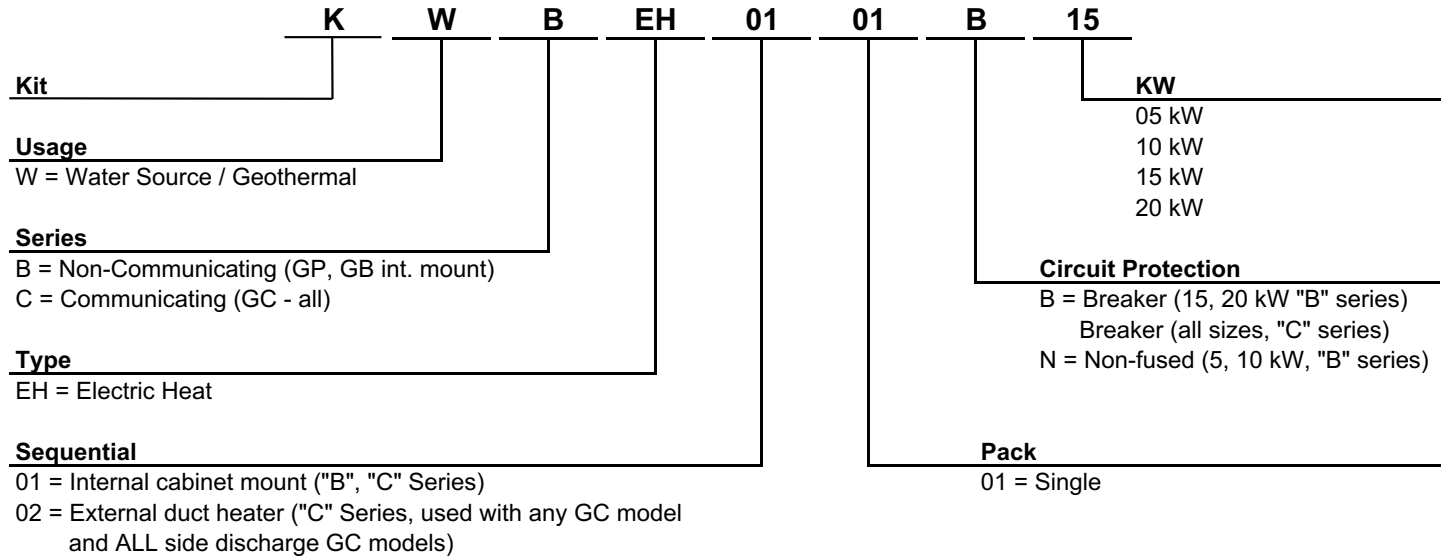 K W B EH 01 01 B 15
Kit
Usage
W = Water Source / Geothermal
Series
B = Non-Communicating (GP, GB int. mount)
C = Communicating (GC - all)
Type
EH = Electric Heat
Sequential
01 = Internal cabinet mount ("B", "C" Series)
02 = External duct heater ("C" Series, used with any GC model
and ALL side discharge GC models)
KW
05 kW
10 kW
15 kW
20 kW
Circuit Protection
B = Breaker (15, 20 kW "B" series)
Breaker (all sizes, "C" series)
N = Non-fused (5, 10 kW, "B" series)
Pack
01 = Single